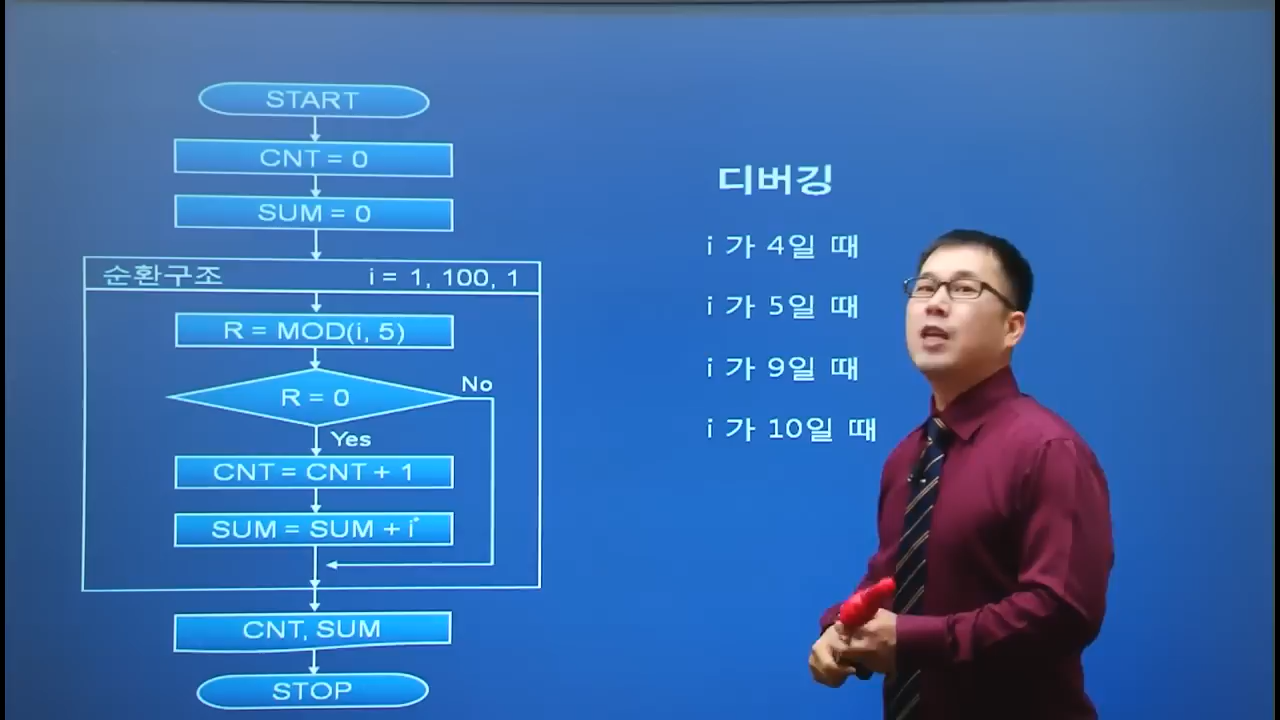 START
CNT = 0
SUM = 0
순환구조 i = 1, 100, 1
R = MOD(i, 5)
R = 0
No
Yes
CNT = CNT + 1
SUM = SUM + i
CNT, SUM
STOP
디버깅
i 가 4일 때
i 가 5일 때
i 가 9일 때
i 가 10일 때